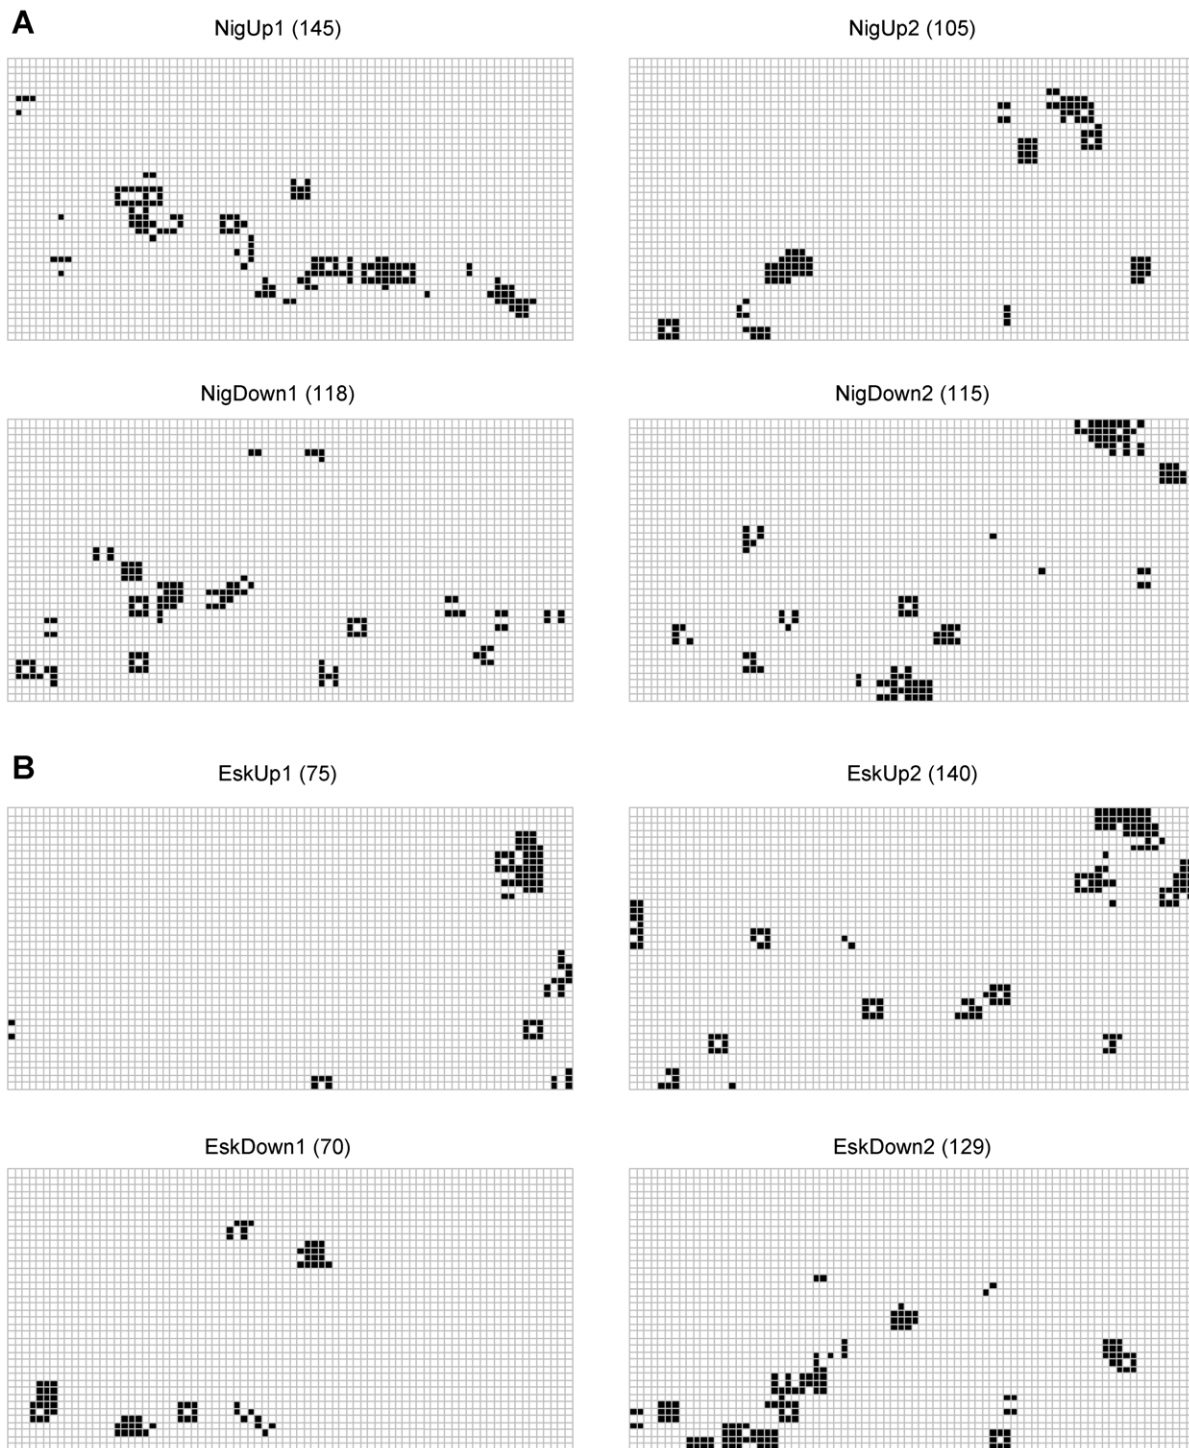 A
NigUp1 (145)
NigUp2 (105)
NigDown1 (118)
NigDown2 (115)
B
EskUp1 (75)
EskUp2 (140)
EskDown1 (70)
EskDown2 (129)